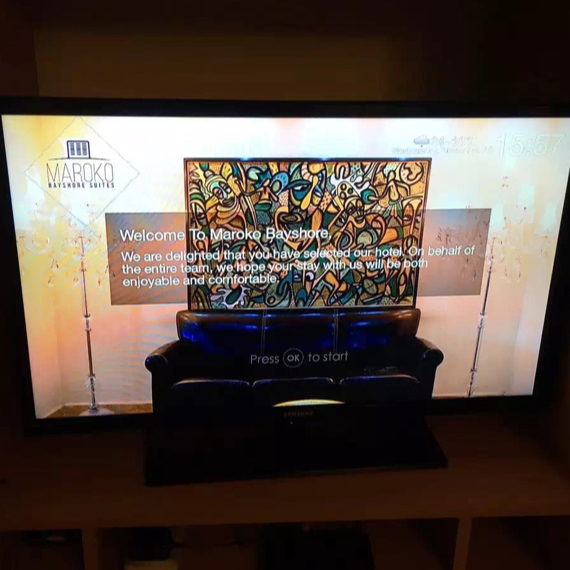 MAROKO
BAYSHORE SUITES
15:57
Welcome To Maroko Bayshore,
We are delighted that you have selected our hotel. On behalf of
the entire team, we hope your stay with us will be both
enjoyable and comfortable.
Press OK to start
SAMSUNG